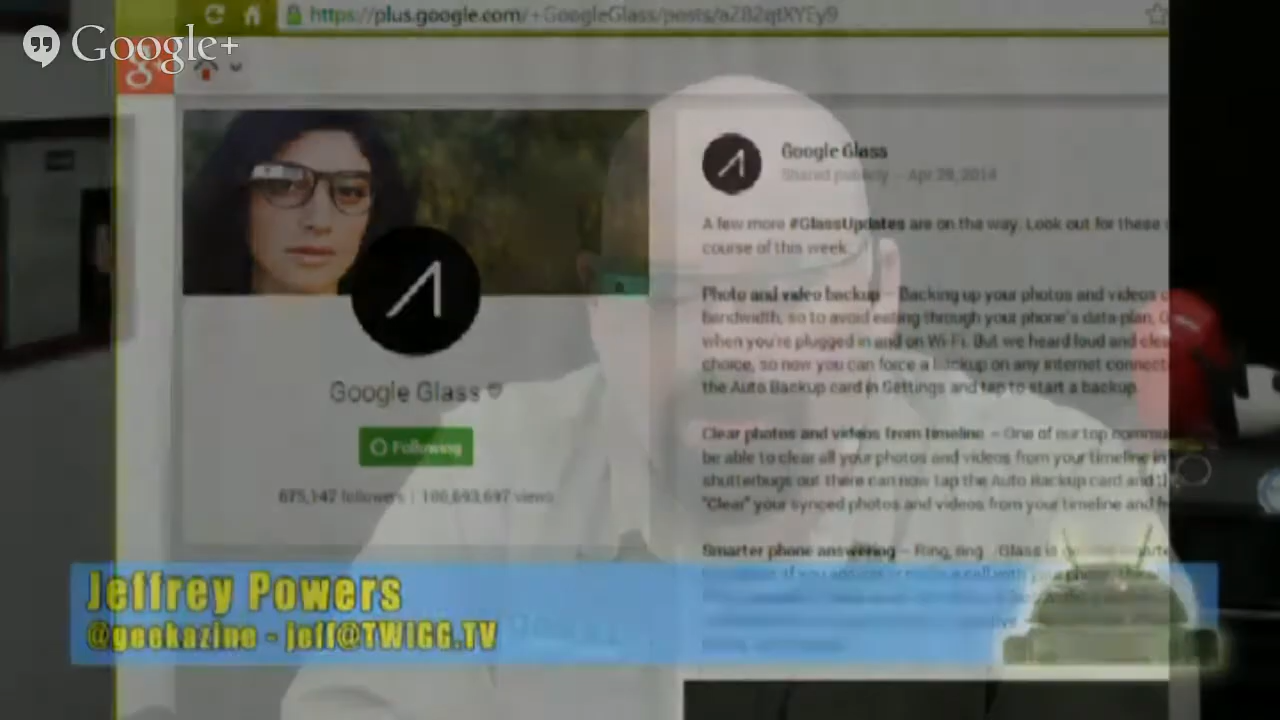 Google+
https://plus.google.com/+GoogleGlass/posts/aZB2qtXYEy9
g+
Google Glass
Following
675,147 followers | 100,693,697 views
Google Glass
Shared publicly - Apr 28, 2014
A few more #GlassUpdates are on the way. Look out for these
course of this week.
Photo and video backup – Backing up your photos and videos
bandwidth, so to avoid eating through your phone's data plan,
when you're plugged in and on Wi-Fi. But we heard loud and clea
choice, so now you can force a backup on any internet connect
the Auto Backup card in Settings and tap to start a backup.
Clear photos and videos from timeline – One of our top commu
be able to clear all your photos and videos from your timeline in
shutterbugs out there can now tap the Auto Backup card and
"Clear" your synced photos and videos from your timeline and
Smarter phone answering – Ring, ring Glass is
Jeffrey Powers
@geekazine - jeff@TWiGG.TV